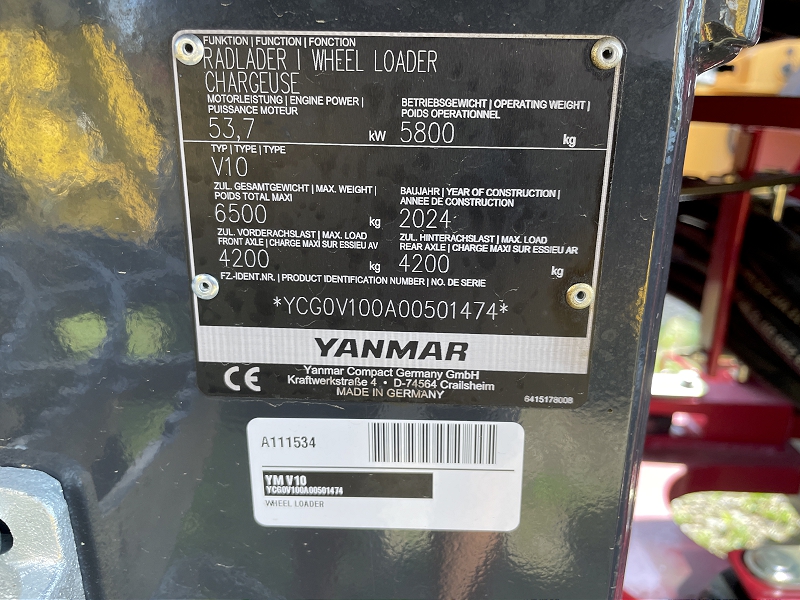 FUNKTION | FUNCTION | FONCTION
RADLADER | WHEEL LOADER
CHARGEUSE
MOTORLEISTUNG | ENGINE POWER |
PUISSANCE MOTEUR
53,7 kW
BETRIEBSGEWICHT | OPERATING WEIGHT |
POIDS OPERATIONNEL
5800 kg
TYP | TYPE | TYPE
V10
ZUL. GESAMTGEWICHT | MAX. WEIGHT |
POIDS TOTAL MAXI
6500 kg
BAUJAHR | YEAR OF CONSTRUCTION |
ANNEE DE CONSTRUCTION
2024
ZUL. VORDERACHSLAST | MAX. LOAD
FRONT AXLE | CHARGE MAXI SUR ESSIEU AV
4200 kg
ZUL. HINTERACHSLAST | MAX. LOAD
REAR AXLE | CHARGE MAXI SUR ESSIEU AR
4200 kg
FZ.-IDENT.NR. | PRODUCT IDENTIFICATION NUMBER | NO. DE SERIE
*YCG0V100A00501474*
YANMAR
CE
Yanmar Compact Germany GmbH
Kraftwerkstraße 4 • D-74564 Crailsheim
MADE IN GERMANY
6415178008
A111534
YM V10
YCG0V100A00501474
WHEEL LOADER